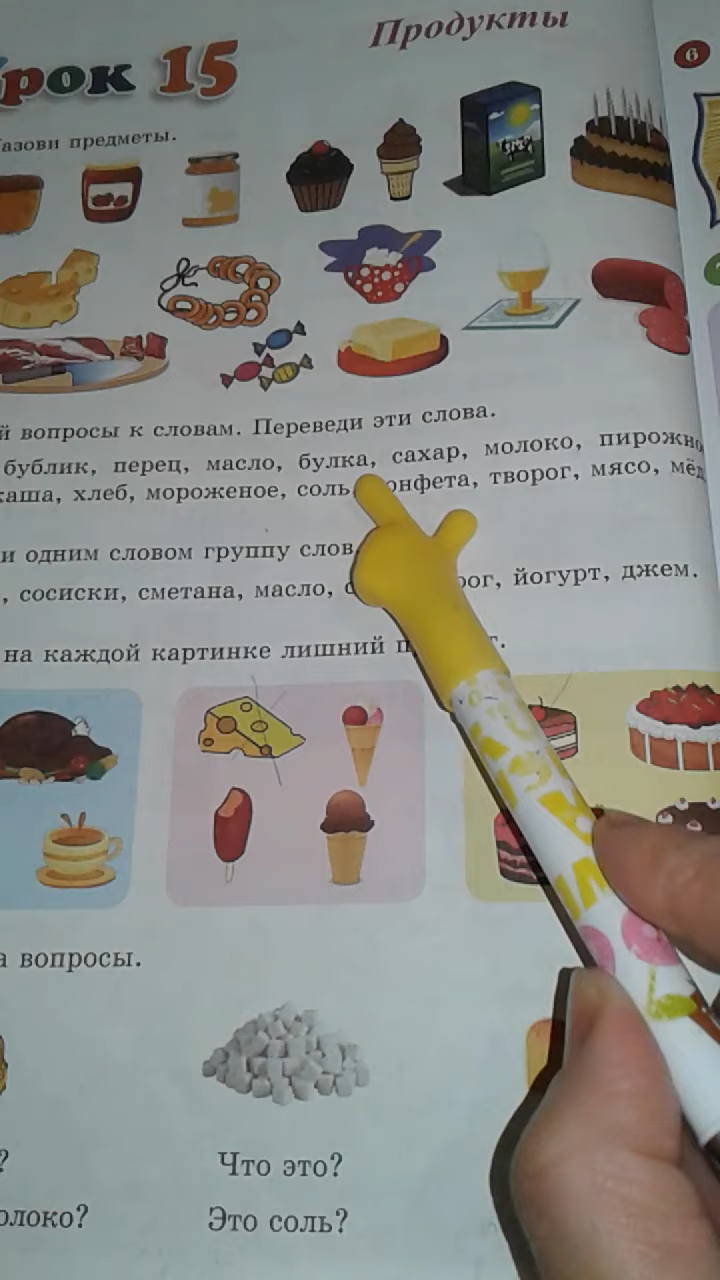 Продукты
рок 15
6
азови предметы.
й вопросы к словам. Переведи эти слова.
бублик, перец, масло, булка, сахар, молоко, пирожно
каша, хлеб, мороженое, соль, онфета, творог, мясо, мёд
и одним словом группу слов
, сосиски, сметана, масло, с рог, йогурт, джем.
на каждой картинке лишний п т.
а вопросы.
?
Что это?
олоко?
Это соль?